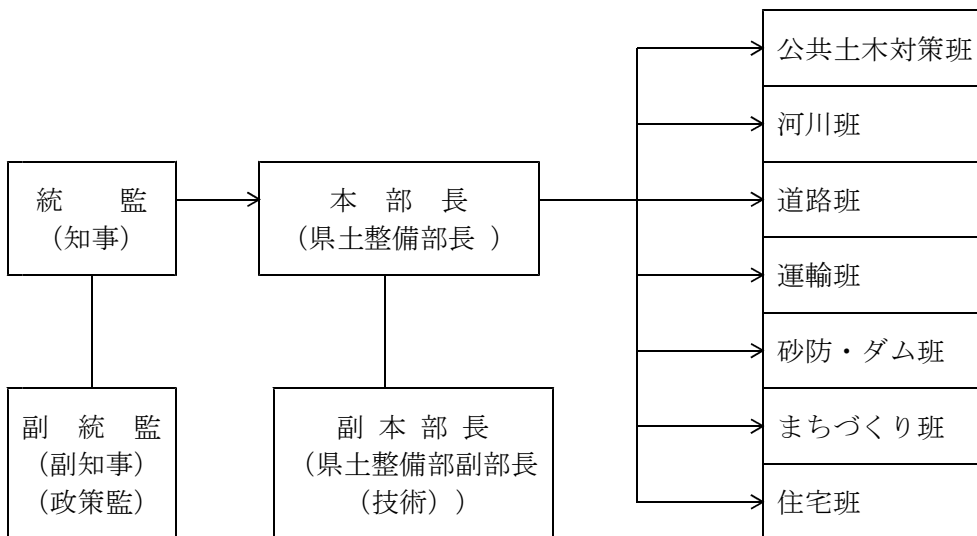 統　監
（知事）
副　統　監
（副知事）
（政策監）
本　部　長
（県土整備部長 ）
副 本 部 長
（県土整備部副部長
（技術））
公共土木対策班
河川班
道路班
運輸班
砂防・ダム班
まちづくり班
住宅班